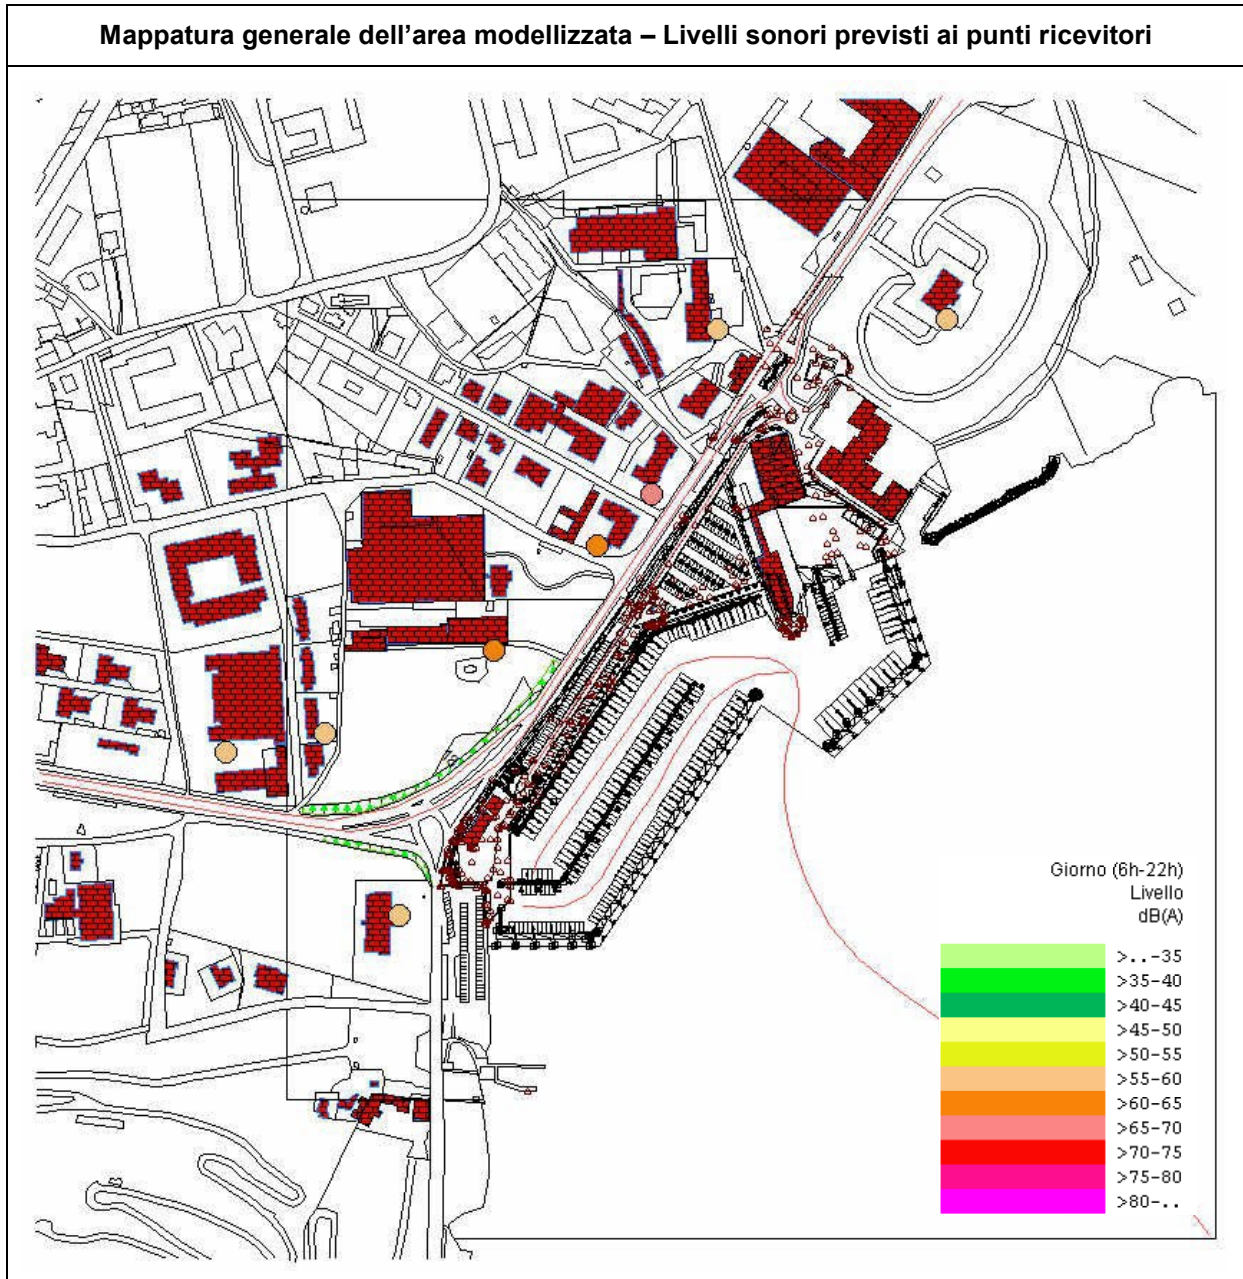 Mappatura generale dell’area modellizzata – Livelli sonori previsti ai punti ricevitori
Giorno (6h-22h)
Livello
dB(A)
>..-35
>35-40
>40-45
>45-50
>50-55
>55-60
>60-65
>65-70
>70-75
>75-80
>80-..